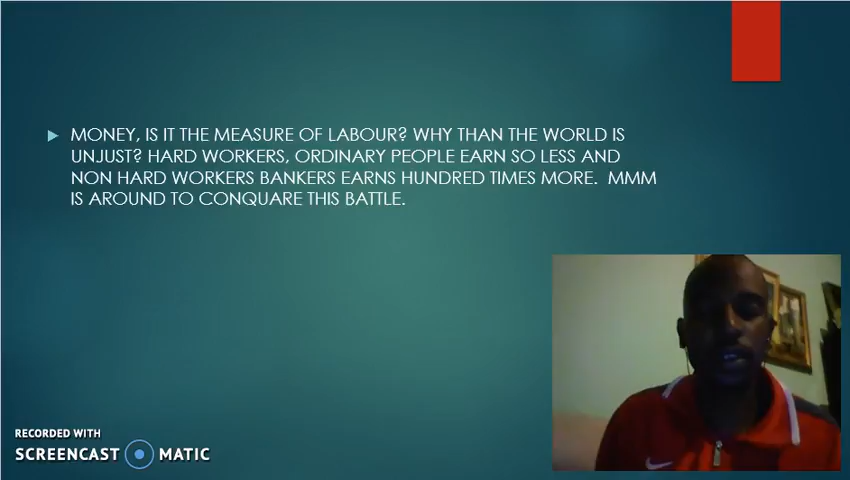 MONEY, IS IT THE MEASURE OF LABOUR? WHY THAN THE WORLD IS
UNJUST? HARD WORKERS, ORDINARY PEOPLE EARN SO LESS AND
NON HARD WORKERS BANKERS EARNS HUNDRED TIMES MORE.  MMM
IS AROUND TO CONQUARE THIS BATTLE.
RECORDED WITH
SCREENCAST MATIC